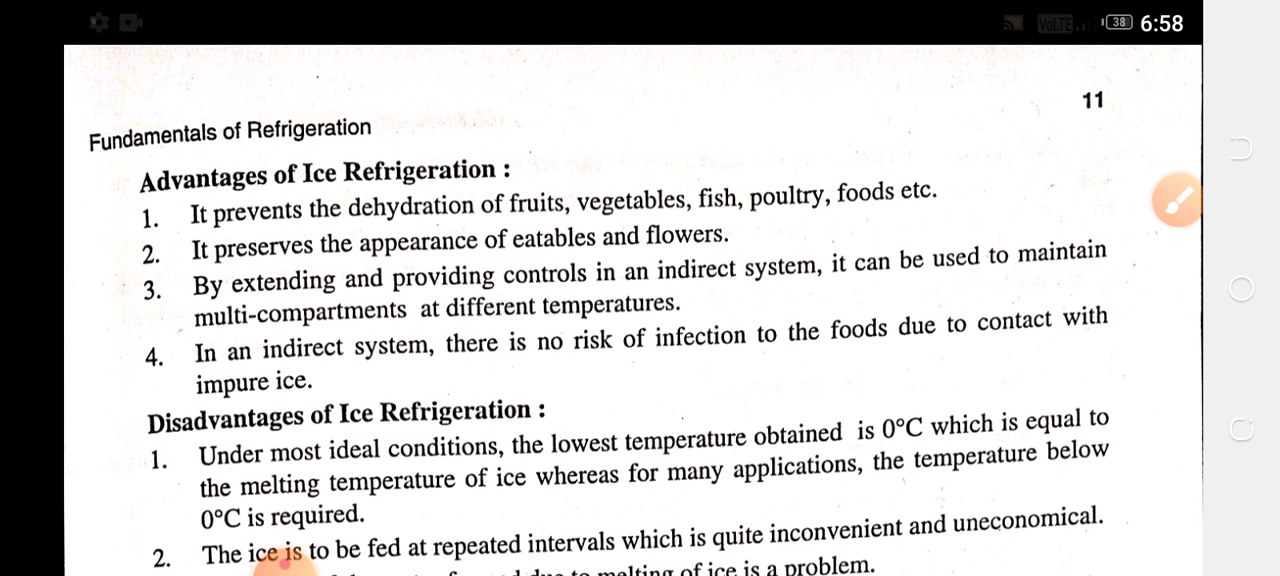 VoLTE 38 6:58
11
Fundamentals of Refrigeration
Advantages of Ice Refrigeration :
1. It prevents the dehydration of fruits, vegetables, fish, poultry, foods etc.
2. It preserves the appearance of eatables and flowers.
3. By extending and providing controls in an indirect system, it can be used to maintain
multi-compartments at different temperatures.
4. In an indirect system, there is no risk of infection to the foods due to contact with
impure ice.
Disadvantages of Ice Refrigeration :
1. Under most ideal conditions, the lowest temperature obtained is 0°C which is equal to
the melting temperature of ice whereas for many applications, the temperature below
0°C is required.
2. The ice is to be fed at repeated intervals which is quite inconvenient and uneconomical.
to melting of ice is a problem.